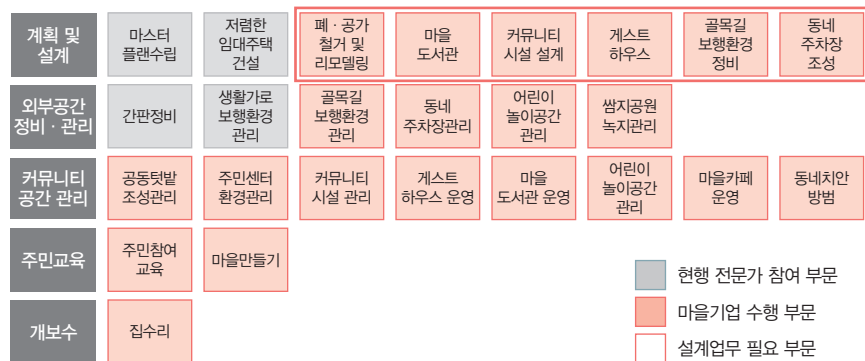 계획 및
설계
마스터
플랜수립
저렴한
임대주택
건설
폐·공가
철거 및
리모델링
마을
도서관
커뮤니티
시설 설계
게스트
하우스
골목길
보행환경
정비
동네
주차장
조성
외부공간
정비·관리
간판정비
생활가로
보행환경
관리
골목길
보행환경
관리
동네
주차장관리
어린이
놀이공간
관리
쌈지공원
녹지관리
커뮤니티
공간 관리
공동텃밭
조성관리
주민센터
환경관리
커뮤니티
시설 관리
게스트
하우스 운영
마을
도서관 운영
어린이
놀이공간
관리
마을카페
운영
동네치안
방범
주민교육
주민참여
교육
마을만들기
개보수
집수리
현행 전문가 참여 부문
마을기업 수행 부문
설계업무 필요 부문